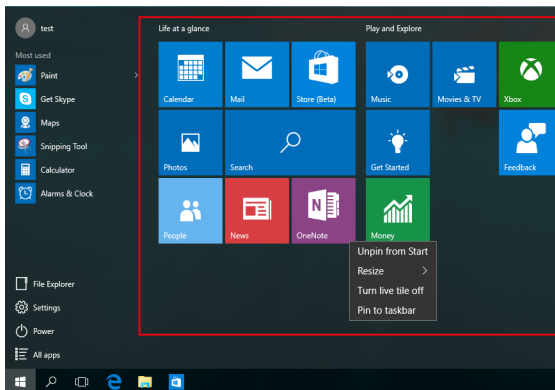 test
Most used
Paint
Get Skype
Maps
Snipping Tool
Calculator
Alarms & Clock
File Explorer
Settings
Power
All apps
Life at a glance
Play and Explore
Calendar
Mail
Store (Beta)
Music
Movies & TV
Xbox
Photos
Search
Get Started
Feedback
People
News
OneNote
Money
Unpin from Start
Resize
Turn live tile off
Pin to taskbar